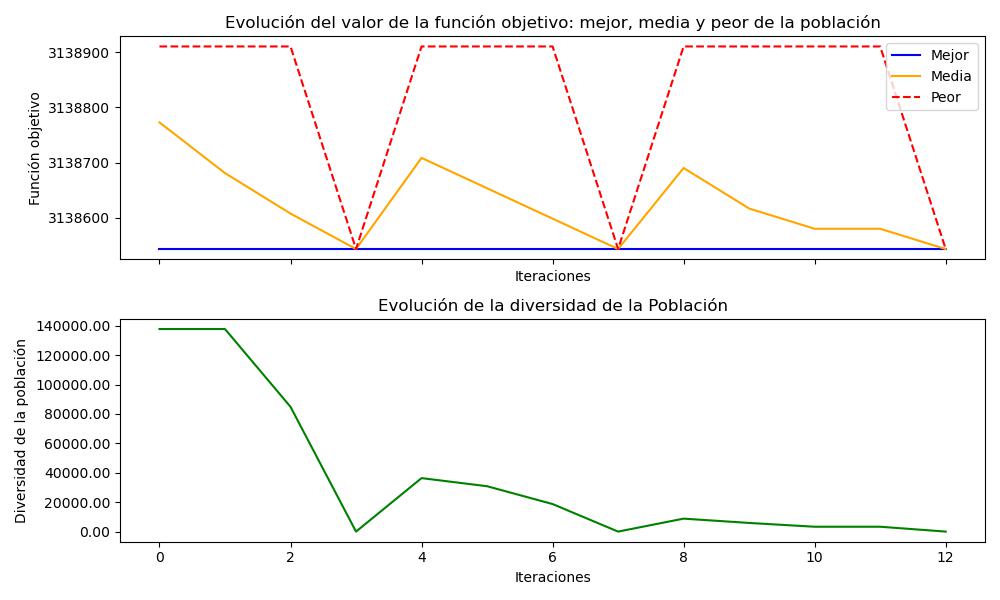 Evolución del valor de la función objetivo: mejor, media y peor de la población
Función objetivo
3138900
3138800
3138700
3138600
Mejor
Media
Peor
Iteraciones
Evolución de la diversidad de la Población
Diversidad de la población
140000.00
120000.00
100000.00
80000.00
60000.00
40000.00
20000.00
0.00
0 2 4 6 8 10 12
Iteraciones